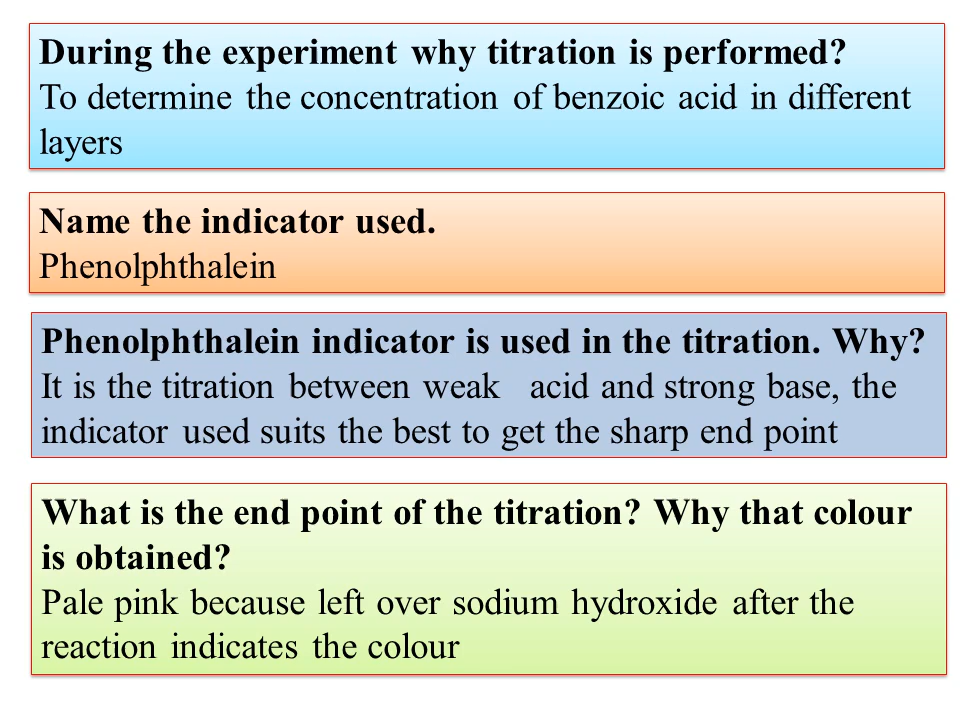 During the experiment why titration is performed?
To determine the concentration of benzoic acid in different
layers
Name the indicator used.
Phenolphthalein
Phenolphthalein indicator is used in the titration. Why?
It is the titration between weak   acid and strong base, the
indicator used suits the best to get the sharp end point
What is the end point of the titration? Why that colour
is obtained?
Pale pink because left over sodium hydroxide after the
reaction indicates the colour